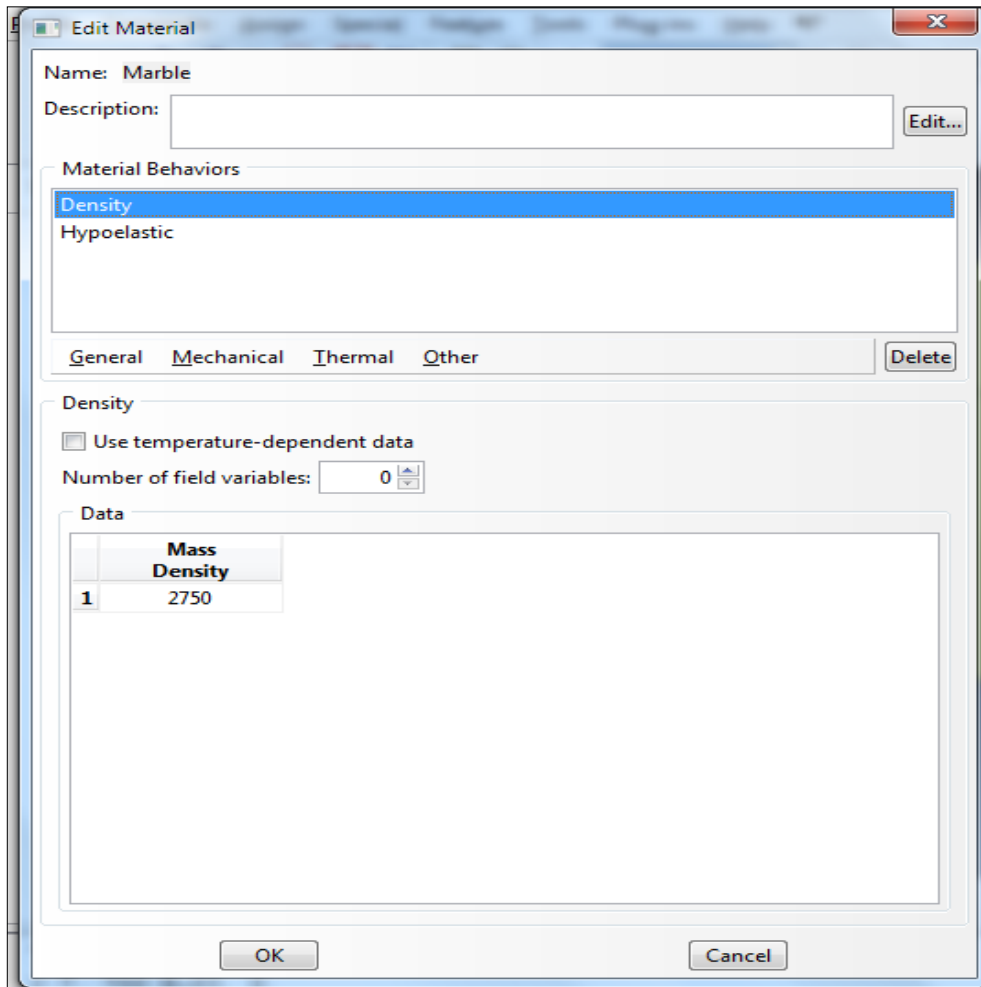 Edit Material
Name: Marble
Description:
Edit...
Material Behaviors
Density
Hypoelastic
General Mechanical Thermal Other Delete
Density
Use temperature-dependent data
Number of field variables: 0
Data
Mass
Density
1 2750
OK Cancel